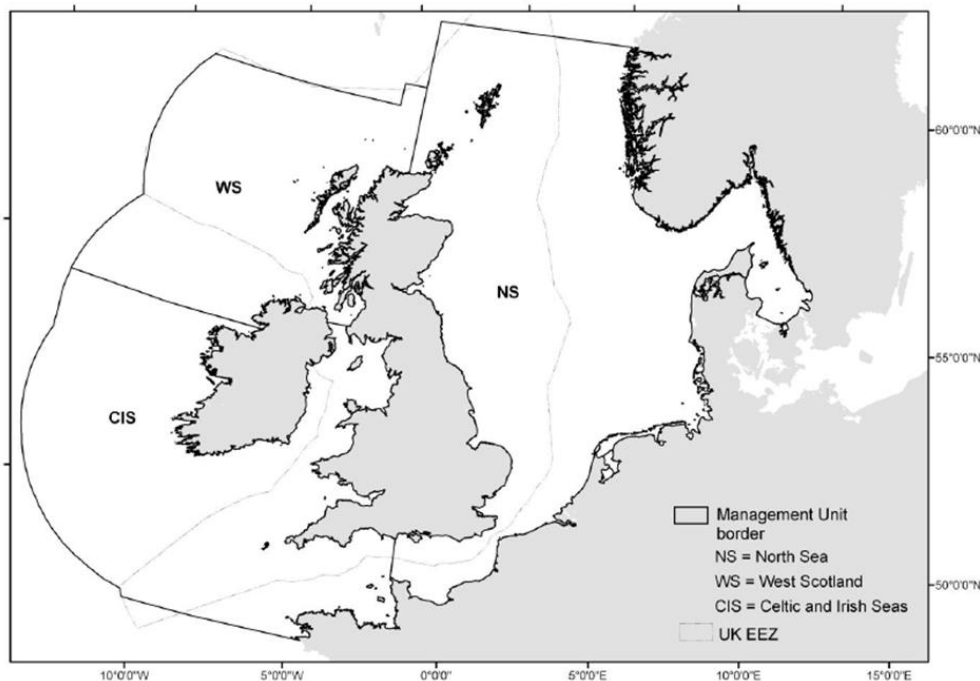 WS
NS
CIS
60°0'0"N
55°0'0"N
50°0'0"N
Management Unit
border
NS = North Sea
WS = West Scotland
CIS = Celtic and Irish Seas
UK EEZ
10°0'0"W
5°0'0"W
0°0'0"
5°0'0"E
10°0'0"E
15°0'0"E